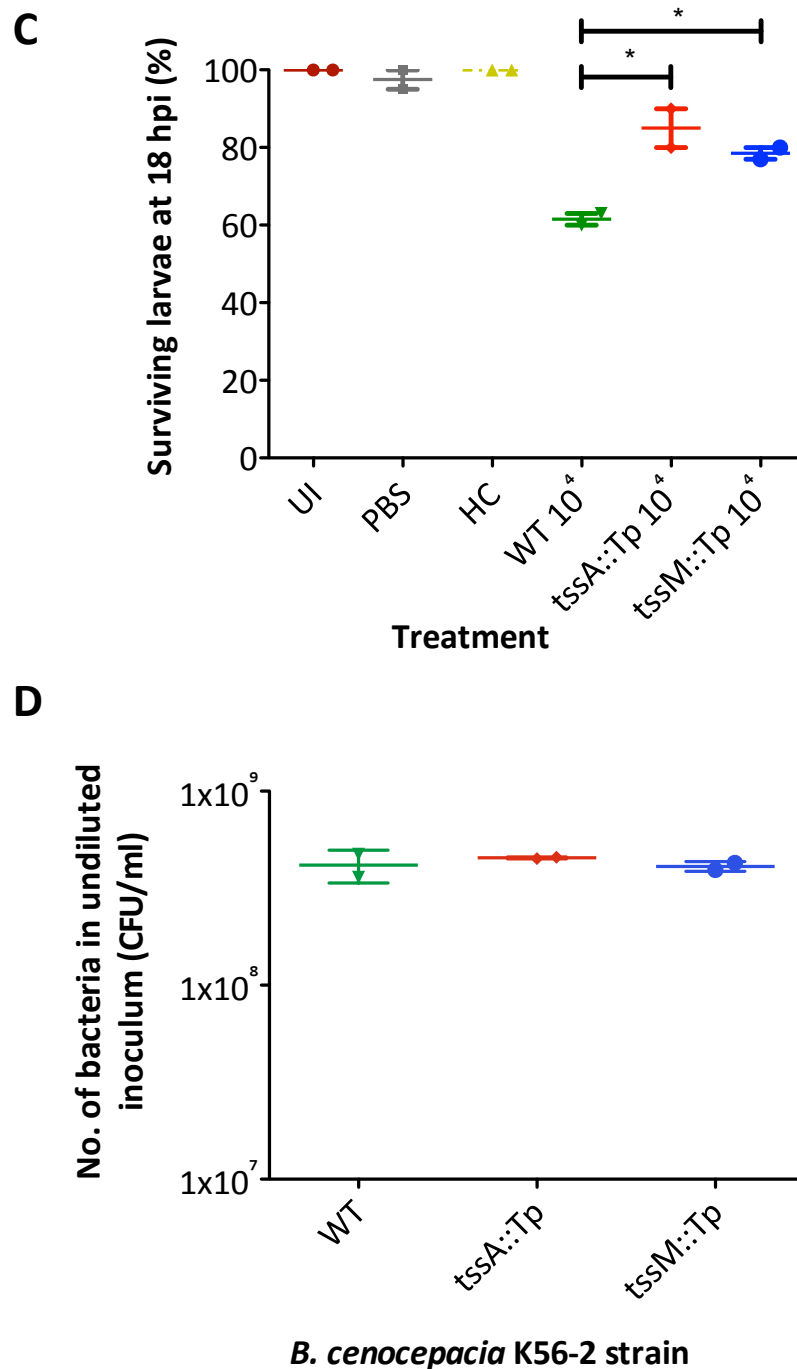 C
*
*
Surviving larvae at 18 hpi (%)
100
80
60
40
20
0
UI
PBS
HC
WT 10⁴
tssA::Tp 10⁴
tssM::Tp 10⁴
Treatment
D
No. of bacteria in undiluted
inoculum (CFU/ml)
1x10⁹
1x10⁸
1x10⁷
WT
tssA::Tp
tssM::Tp
B. cenocepacia K56-2 strain